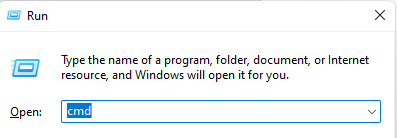 Run
Type the name of a program, folder, document, or Internet
resource, and Windows will open it for you.
Open: cmd